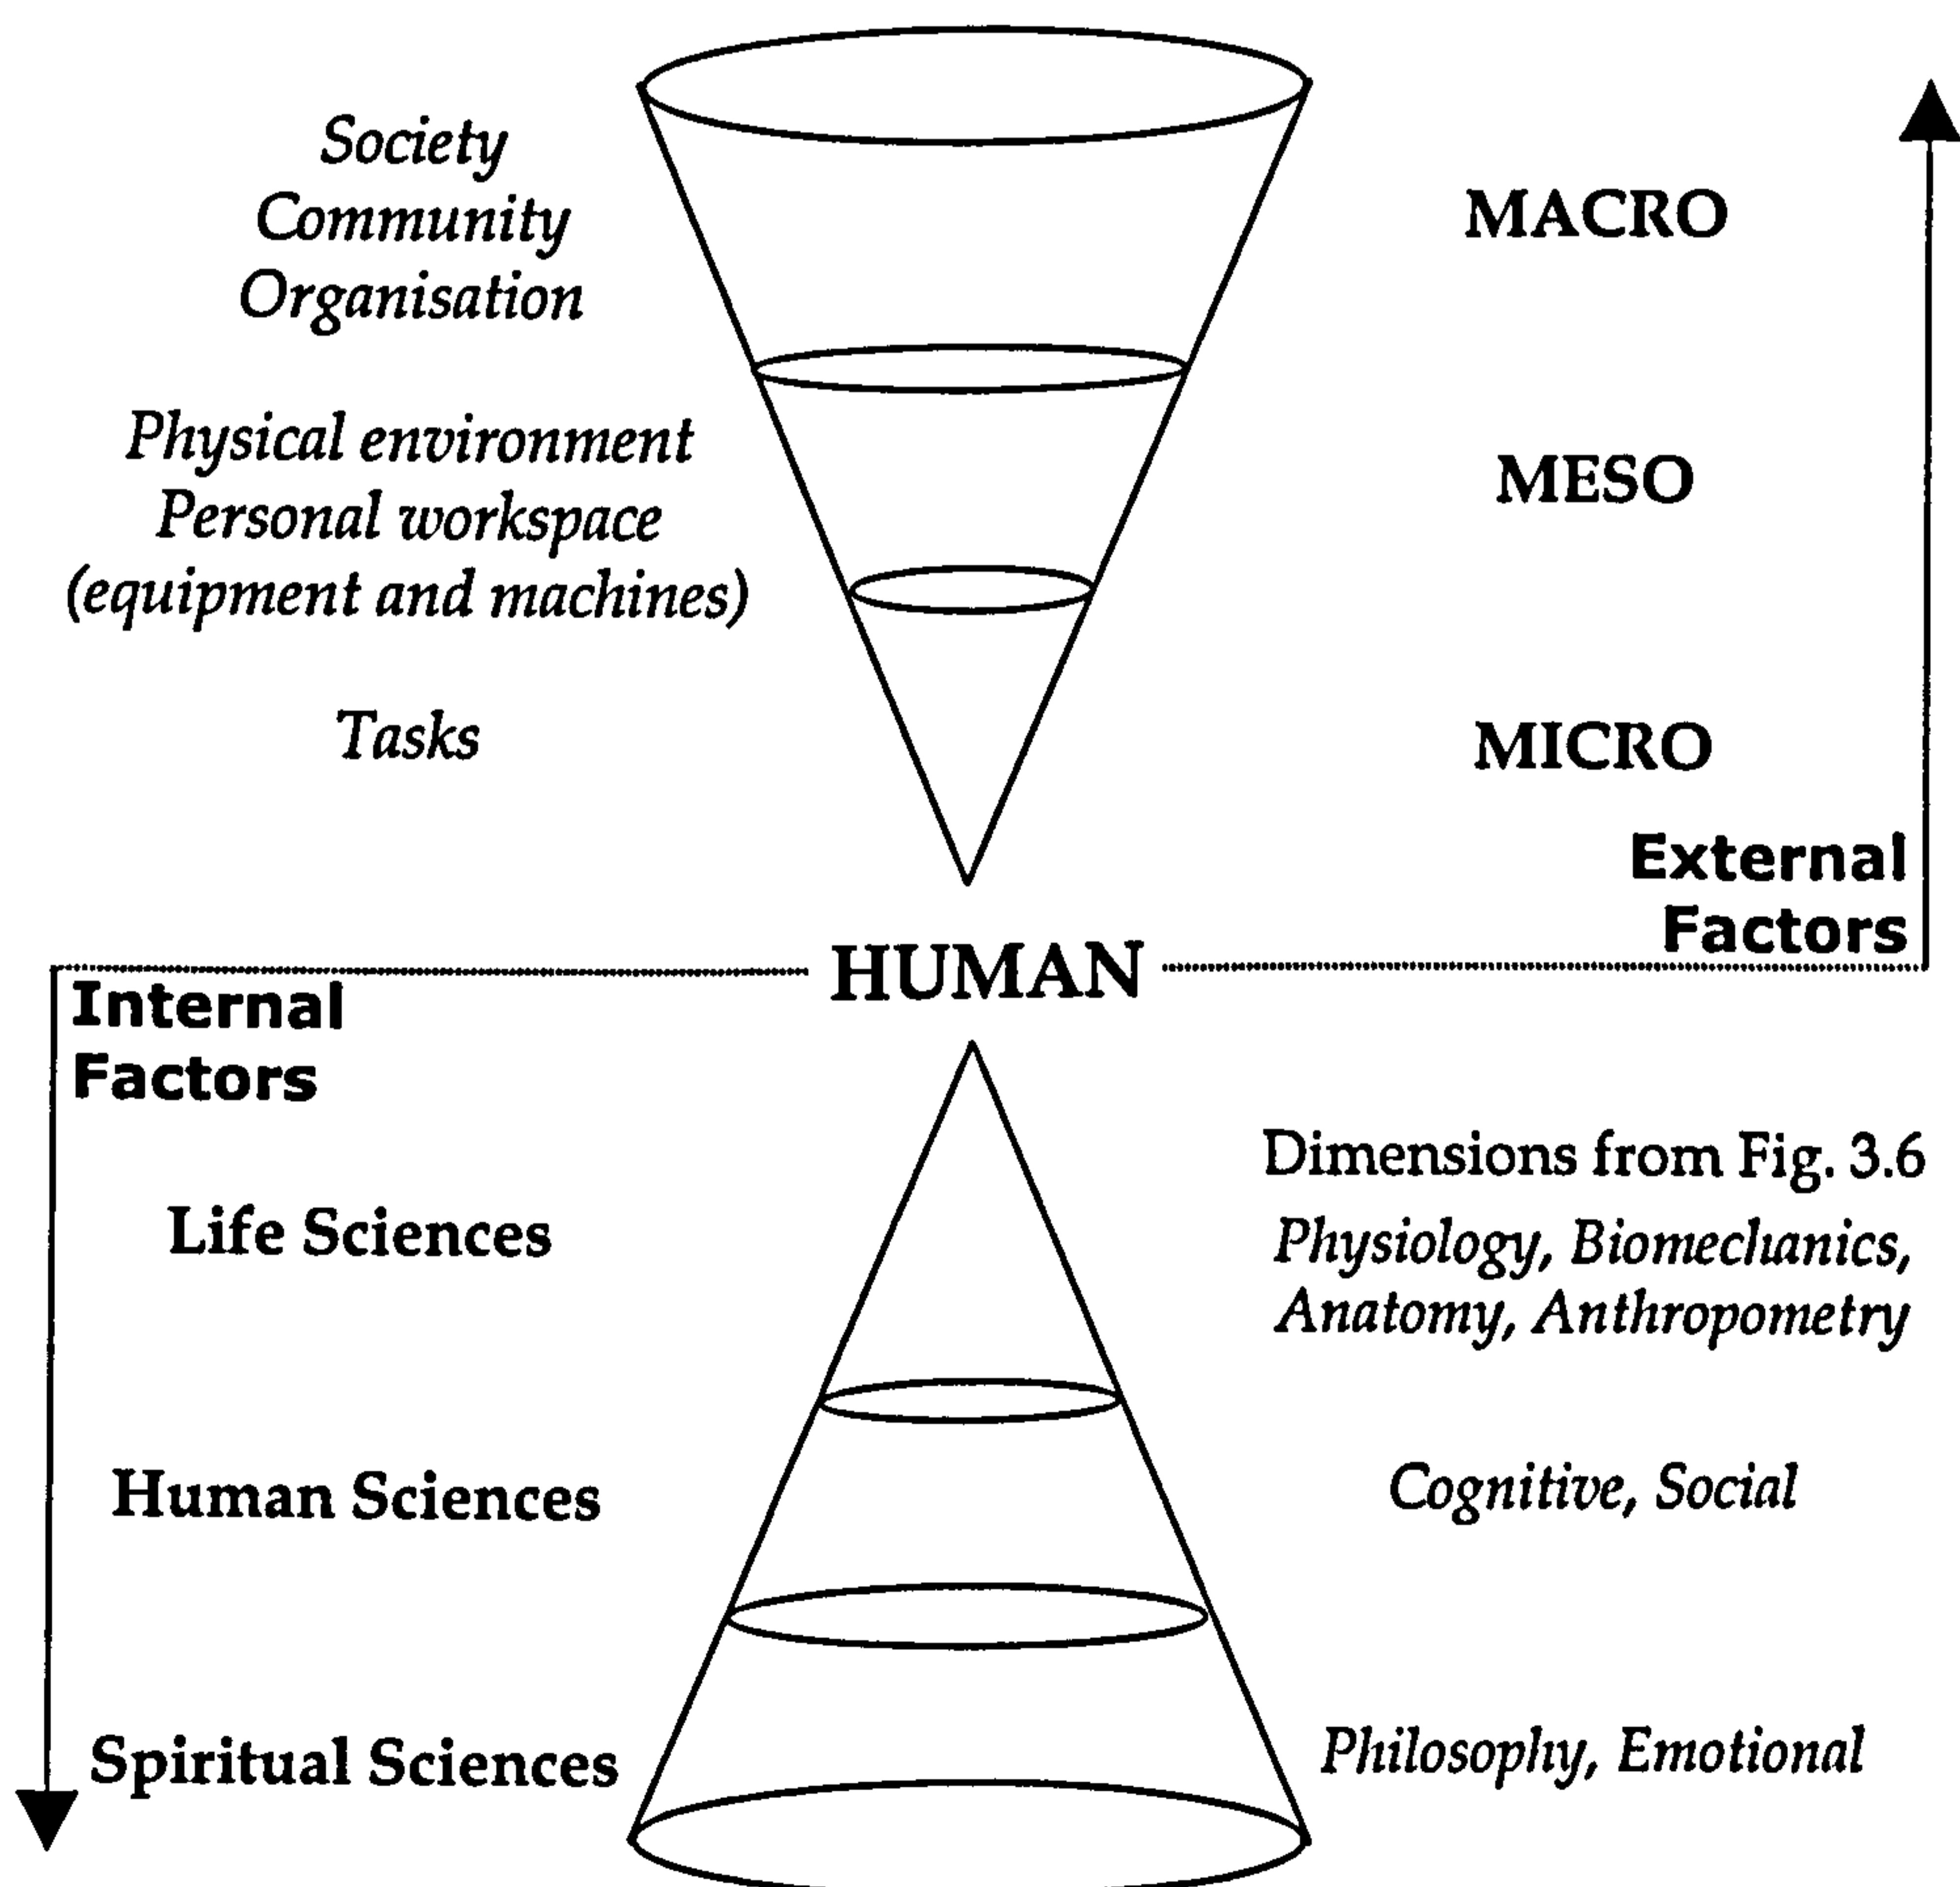 Society
Community
Organisation
MACRO
Physical environment
Personal workspace
(equipment and machines)
MESO
Tasks
MICRO
External
Factors
HUMAN
Internal
Factors
Dimensions from Fig. 3.6
Life Sciences
Physiology, Biomechanics,
Anatomy, Anthropometry
Human Sciences
Cognitive, Social
Spiritual Sciences
Philosophy, Emotional